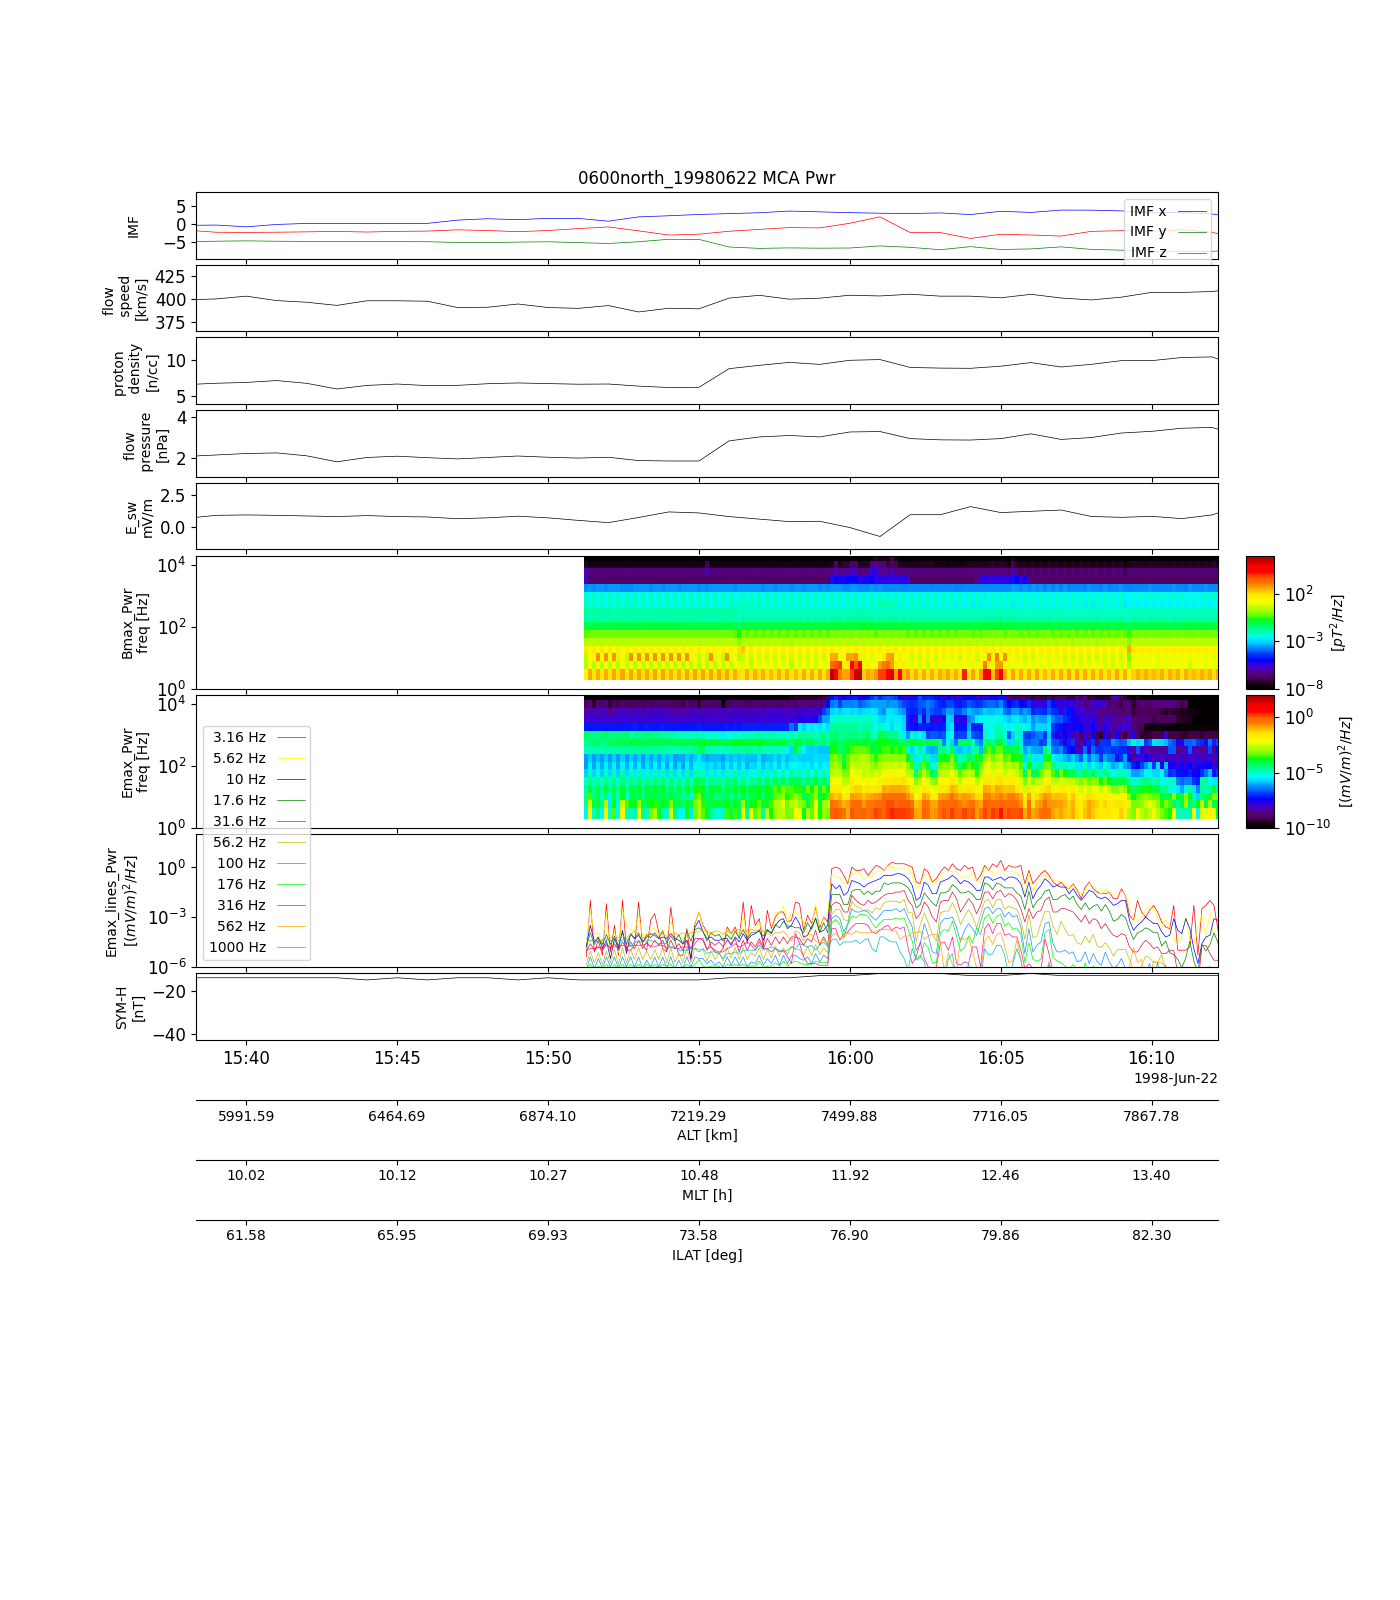 0600north_19980622 MCA Pwr
IMF
5
0
−5
IMF x
IMF y
IMF z
flow
speed
[km/s]
425
400
375
proton
density
[n/cc]
10
5
flow
pressure
[nPa]
4
2
E_sw
mV/m
2.5
0.0
Bmax_Pwr
freq [Hz]
10^4
10^2
10^0
10^2
10^−3
10^−8
[pT^2/Hz]
Emax_Pwr
freq [Hz]
10^4
10^2
10^0
10^0
10^−5
10^−10
[(mV/m)^2/Hz]
3.16 Hz
5.62 Hz
10 Hz
17.6 Hz
31.6 Hz
56.2 Hz
100 Hz
176 Hz
316 Hz
562 Hz
1000 Hz
Emax_lines_Pwr
[(mV/m)^2/Hz]
10^0
10^−3
10^−6
SYM-H
[nT]
−20
−40
15:40 15:45 15:50 15:55 16:00 16:05 16:10
1998-Jun-22
5991.59 6464.69 6874.10 7219.29 7499.88 7716.05 7867.78
ALT [km]
10.02 10.12 10.27 10.48 11.92 12.46 13.40
MLT [h]
61.58 65.95 69.93 73.58 76.90 79.86 82.30
ILAT [deg]